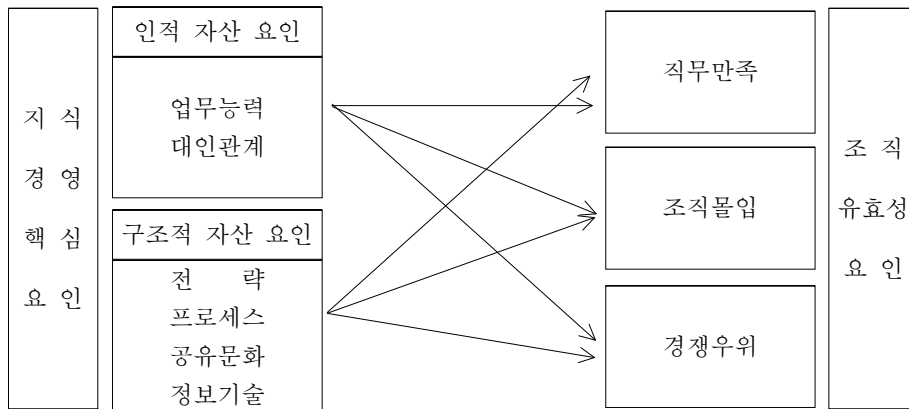 지 식
경 영
핵 심
요 인
인적 자산 요인
업무능력
대인관계
구조적 자산 요인
전 략
프로세스
공유문화
정보기술
직무만족
조직몰입
경쟁우위
조 직
유효성
요 인